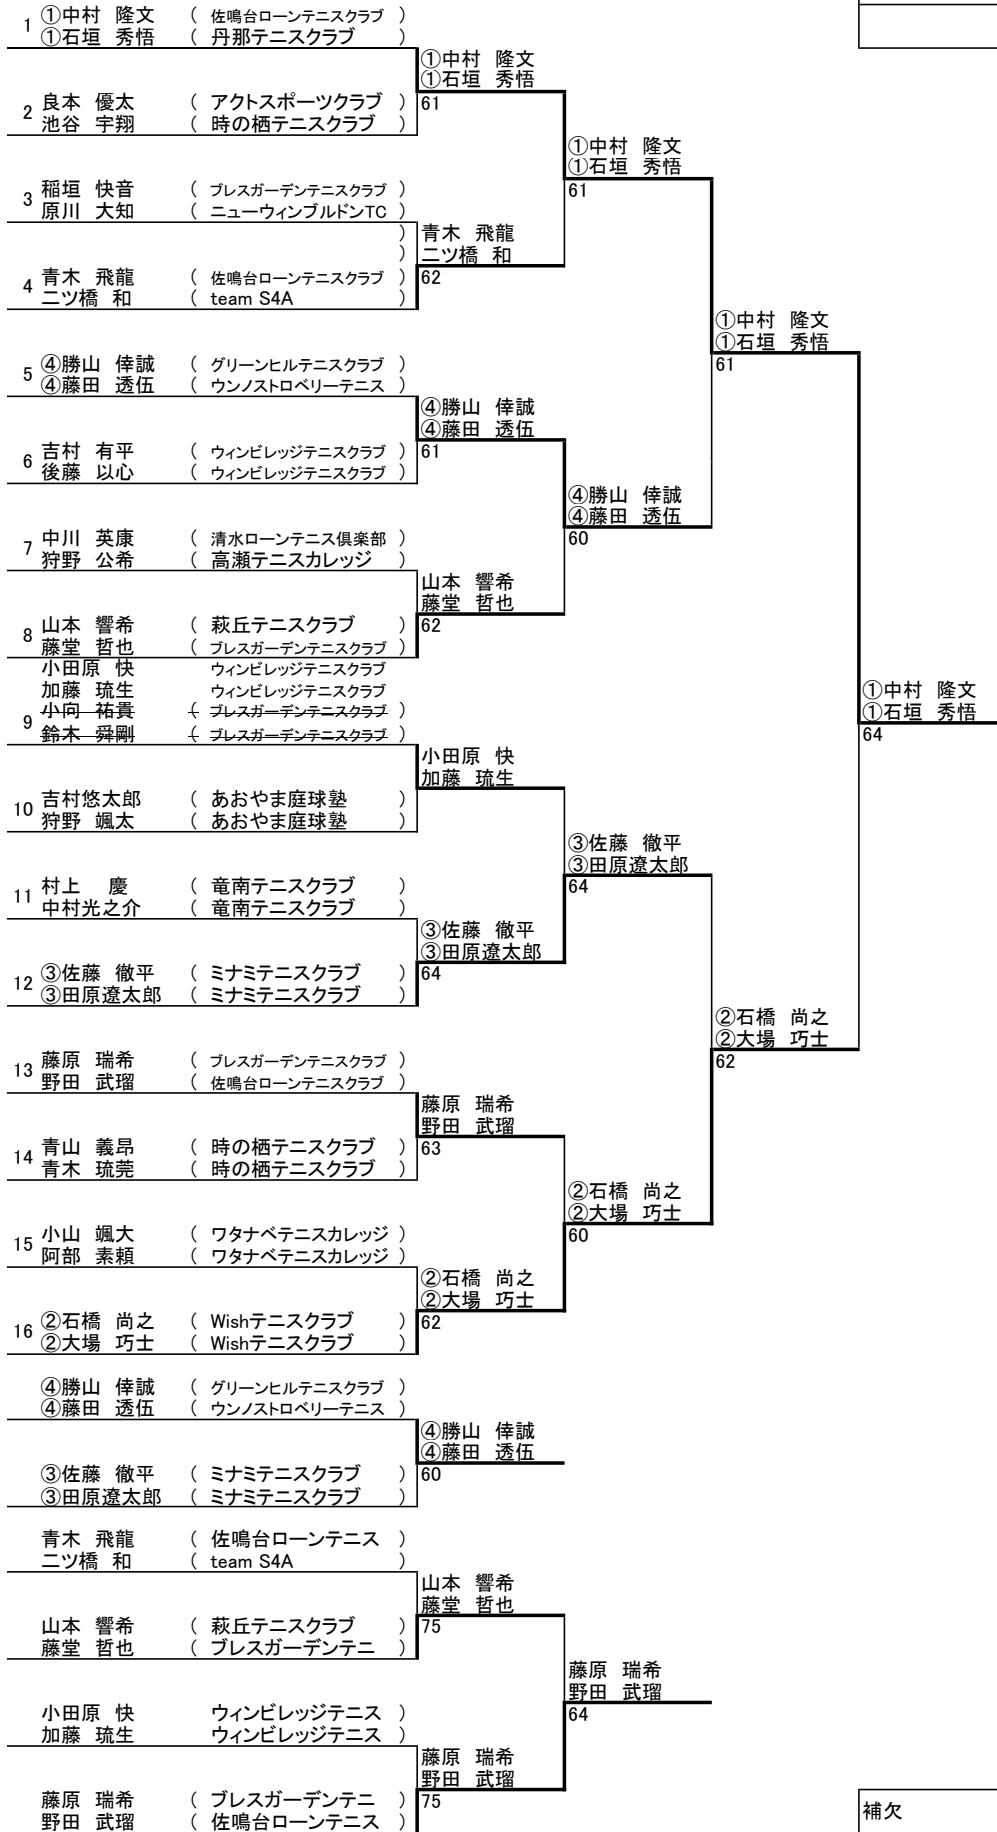 1 ①中村 隆文 ( 佐鳴台ローンテニスクラブ )
①石垣 秀悟 ( 丹那テニスクラブ )
①中村 隆文
①石垣 秀悟
61
2 良本 優太 ( アクトスポーツクラブ )
池谷 宇翔 ( 時の栖テニスクラブ )
①中村 隆文
①石垣 秀悟
61
3 稲垣 快音 ( ブレスガーデンテニスクラブ )
原川 大知 ( ニューウィンブルドンTC )
)
)
青木 飛龍
二ツ橋 和
62
4 青木 飛龍 ( 佐鳴台ローンテニスクラブ )
二ツ橋 和 ( team S4A )
①中村 隆文
①石垣 秀悟
61
5 ④勝山 倖誠 ( グリーンヒルテニスクラブ )
④藤田 透伍 ( ウンノストロベリーテニス )
④勝山 倖誠
④藤田 透伍
61
6 吉村 有平 ( ウィンビレッジテニスクラブ )
後藤 以心 ( ウィンビレッジテニスクラブ )
④勝山 倖誠
④藤田 透伍
60
7 中川 英康 ( 清水ローンテニス倶楽部 )
狩野 公希 ( 高瀬テニスカレッジ )
山本 響希
藤堂 哲也
62
8 山本 響希 ( 萩丘テニスクラブ )
藤堂 哲也 ( ブレスガーデンテニスクラブ )
小田原 快 ウィンビレッジテニスクラブ
加藤 琉生 ウィンビレッジテニスクラブ
9 小向 祐貴 ( ブレスガーデンテニスクラブ )
鈴木 舜剛 ( ブレスガーデンテニスクラブ )
①中村 隆文
①石垣 秀悟
64
小田原 快
加藤 琉生
10 吉村悠太郎 ( あおやま庭球塾 )
狩野 颯太 ( あおやま庭球塾 )
③佐藤 徹平
③田原遼太郎
64
11 村上 慶 ( 竜南テニスクラブ )
中村光之介 ( 竜南テニスクラブ )
③佐藤 徹平
③田原遼太郎
64
12 ③佐藤 徹平 ( ミナミテニスクラブ )
③田原遼太郎 ( ミナミテニスクラブ )
②石橋 尚之
②大場 巧士
62
13 藤原 瑞希 ( ブレスガーデンテニスクラブ )
野田 武瑠 ( 佐鳴台ローンテニスクラブ )
藤原 瑞希
野田 武瑠
63
14 青山 義昂 ( 時の栖テニスクラブ )
青木 琉莞 ( 時の栖テニスクラブ )
②石橋 尚之
②大場 巧士
60
15 小山 颯大 ( ワタナベテニスカレッジ )
阿部 素頼 ( ワタナベテニスカレッジ )
②石橋 尚之
②大場 巧士
62
16 ②石橋 尚之 ( Wishテニスクラブ )
②大場 巧士 ( Wishテニスクラブ )
④勝山 倖誠 ( グリーンヒルテニスクラブ )
④藤田 透伍 ( ウンノストロベリーテニス )
④勝山 倖誠
④藤田 透伍
60
③佐藤 徹平 ( ミナミテニスクラブ )
③田原遼太郎 ( ミナミテニスクラブ )
青木 飛龍 ( 佐鳴台ローンテニス )
二ツ橋 和 ( team S4A )
山本 響希
藤堂 哲也
75
山本 響希 ( 萩丘テニスクラブ )
藤堂 哲也 ( ブレスガーデンテニ )
藤原 瑞希
野田 武瑠
64
小田原 快 ウィンビレッジテニス )
加藤 琉生 ウィンビレッジテニス )
藤原 瑞希
野田 武瑠
75
藤原 瑞希 ( ブレスガーデンテニ )
野田 武瑠 ( 佐鳴台ローンテニス )
補欠